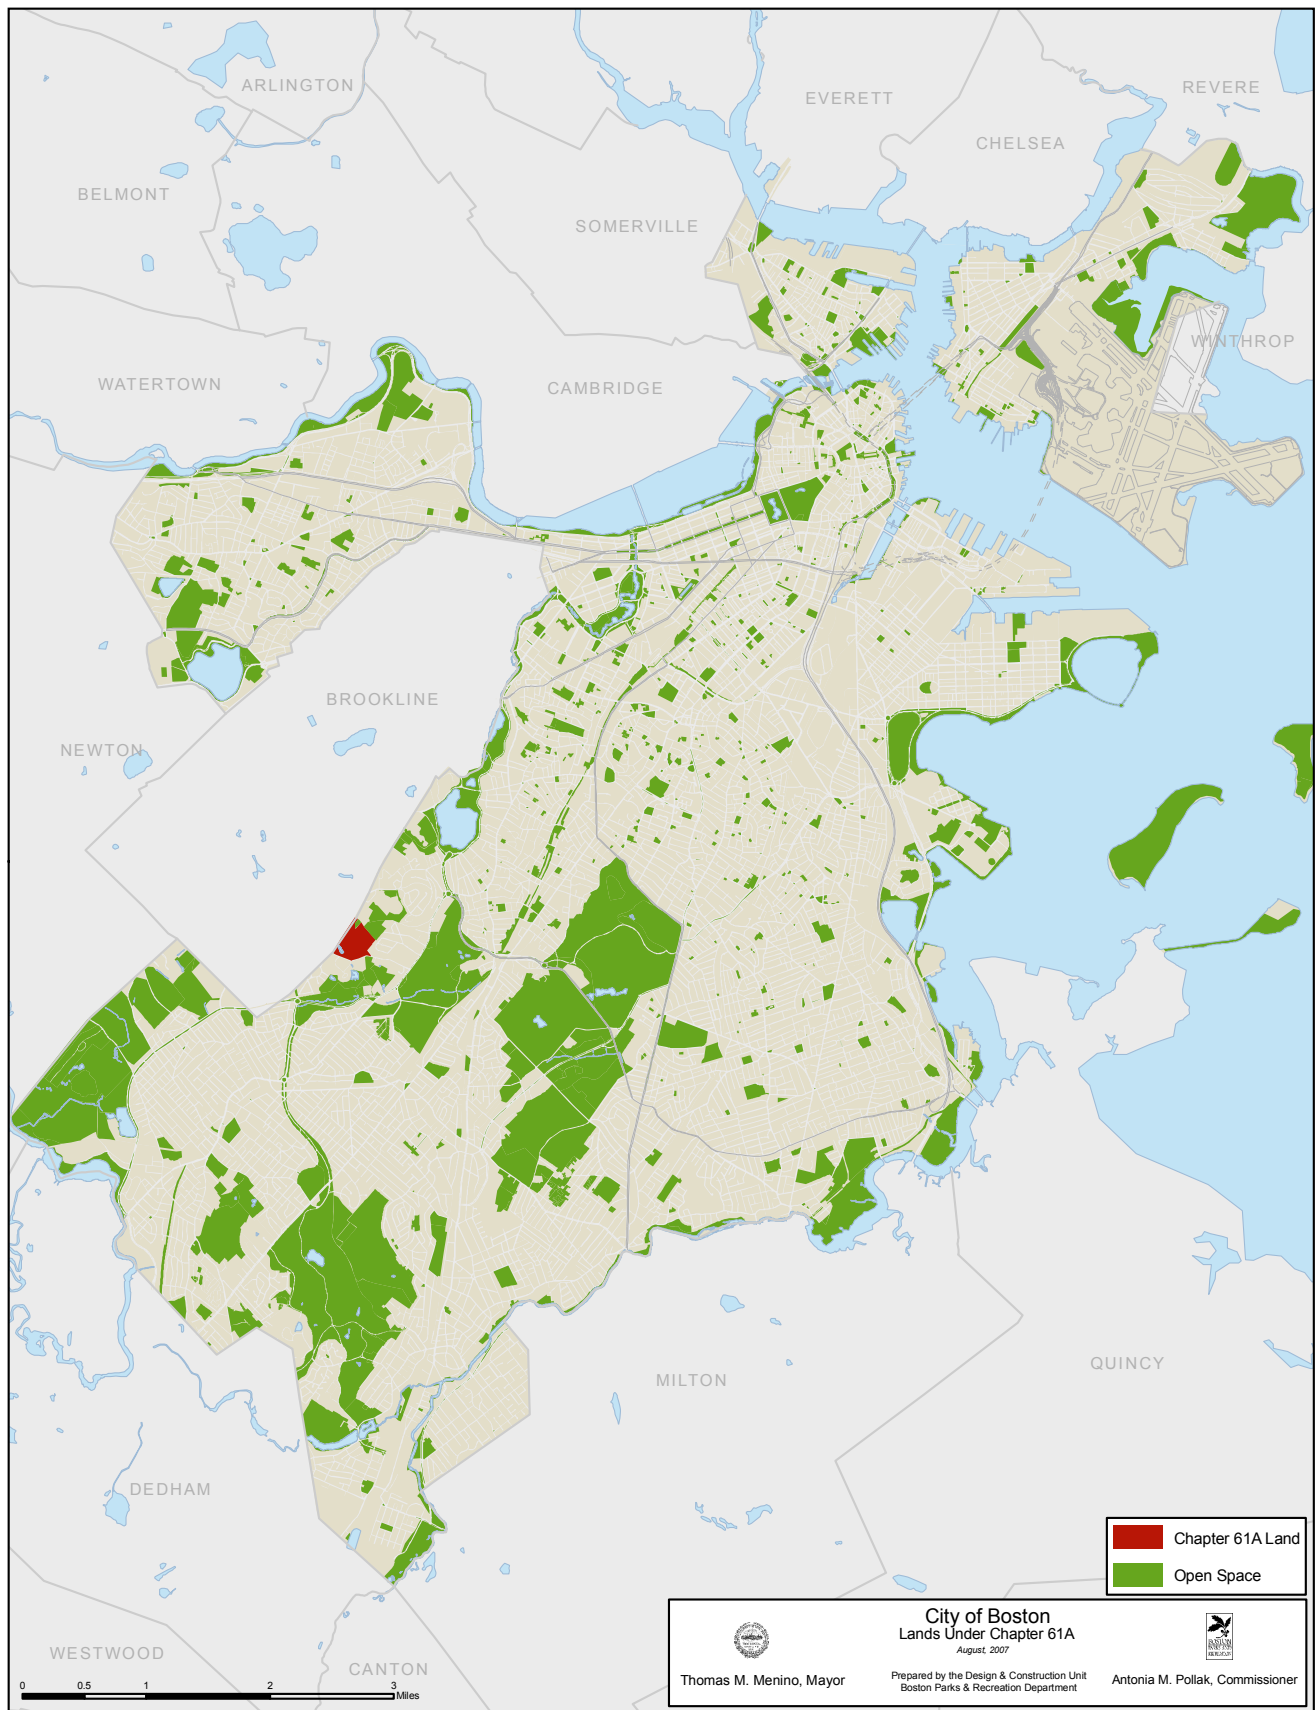 ARLINGTON
EVERETT
REVERE
CHELSEA
BELMONT
SOMERVILLE
WINTHROP
WATERTOWN
CAMBRIDGE
BROOKLINE
NEWTON
QUINCY
MILTON
DEDHAM
WESTWOOD
CANTON
0 0.5 1 2 3
Miles
Chapter 61A Land
Open Space
City of Boston
Lands Under Chapter 61A
August, 2007
Thomas M. Menino, Mayor
Prepared by the Design & Construction Unit
Boston Parks & Recreation Department
Antonia M. Pollak, Commissioner
BOSTON